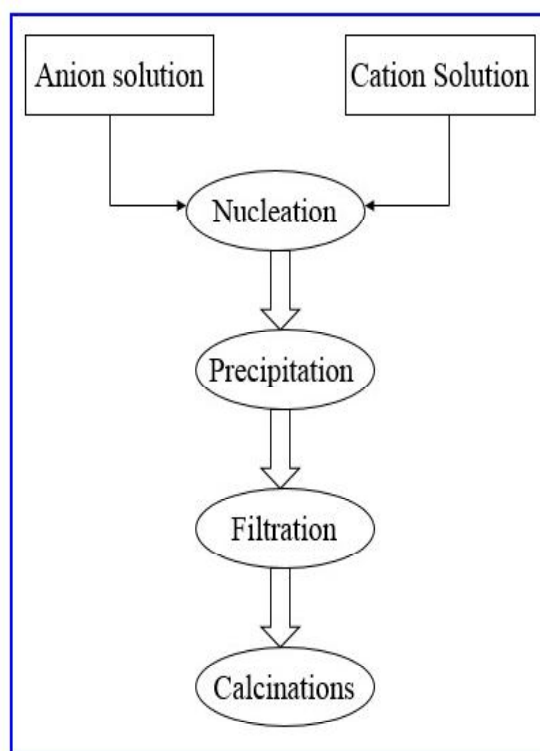 Anion solution
Cation Solution
Nucleation
Precipitation
Filtration
Calcinations